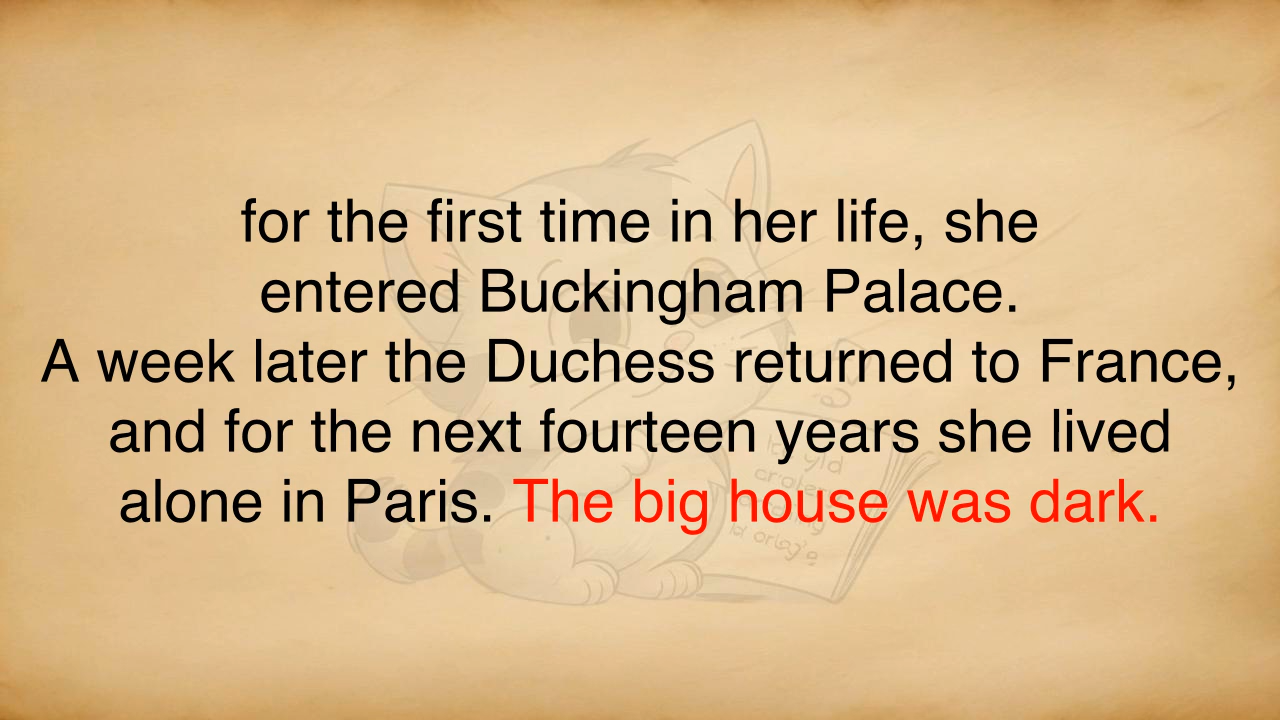 for the first time in her life, she
entered Buckingham Palace.
A week later the Duchess returned to France,
and for the next fourteen years she lived
alone in Paris. The big house was dark.